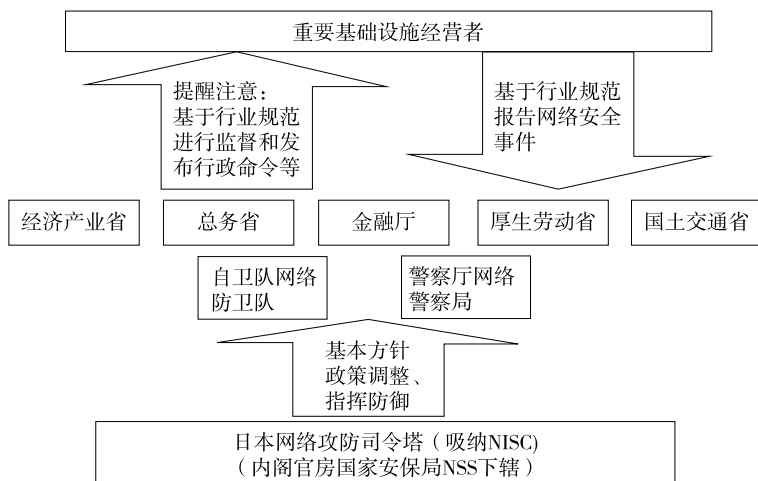 重要基础设施经营者
提醒注意：
基于行业规范
进行监督和发
布行政命令等
基于行业规范
报告网络安全
事件
经济产业省
总务省
金融厅
厚生劳动省
国土交通省
自卫队网络
防卫队
警察厅网络
警察局
基本方针
政策调整、
指挥防御
日本网络攻防司令塔（吸纳NISC)
（内阁官房国家安保局NSS下辖）